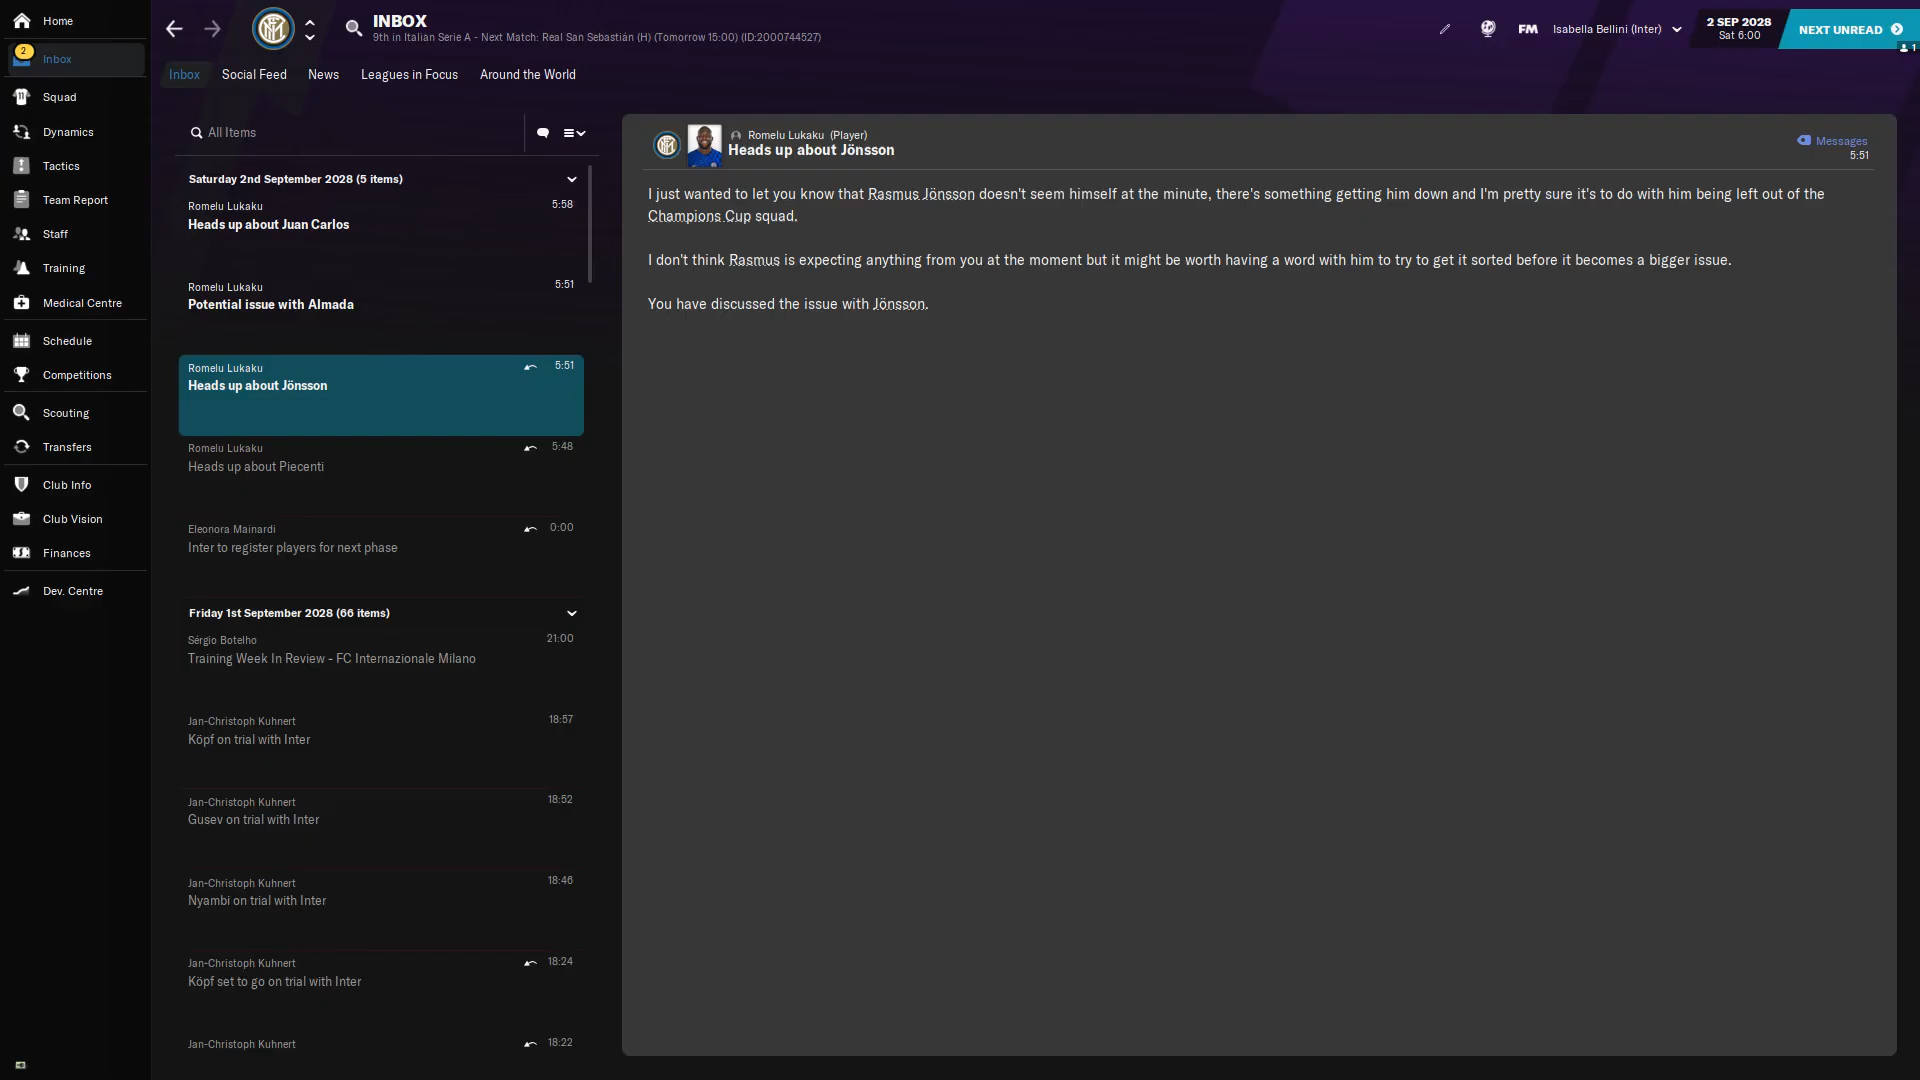 Home
2
Inbox
Squad
Dynamics
Tactics
Team Report
Staff
Training
Medical Centre
Schedule
Competitions
Scouting
Transfers
Club Info
Club Vision
Finances
Dev. Centre
INBOX
9th in Italian Serie A - Next Match: Real San Sebastián (H) (Tomorrow 15:00) (ID:2000744527)
FM
Isabella Bellini (Inter)
2 SEP 2028
Sat 6:00
NEXT UNREAD
1
Inbox
Social Feed
News
Leagues in Focus
Around the World
All Items
Saturday 2nd September 2028 (5 items)
Romelu Lukaku 5:58
Heads up about Juan Carlos
Romelu Lukaku 5:51
Potential issue with Almada
Romelu Lukaku 5:51
Heads up about Jönsson
Romelu Lukaku 5:48
Heads up about Piecenti
Eleonora Mainardi 0:00
Inter to register players for next phase
Friday 1st September 2028 (66 items)
Sérgio Botelho 21:00
Training Week In Review - FC Internazionale Milano
Jan-Christoph Kuhnert 18:57
Köpf on trial with Inter
Jan-Christoph Kuhnert 18:52
Gusev on trial with Inter
Jan-Christoph Kuhnert 18:46
Nyambi on trial with Inter
Jan-Christoph Kuhnert 18:24
Köpf set to go on trial with Inter
Jan-Christoph Kuhnert 18:22
Romelu Lukaku (Player)
Heads up about Jönsson
Messages
5:51
I just wanted to let you know that Rasmus Jönsson doesn't seem himself at the minute, there's something getting him down and I'm pretty sure it's to do with him being left out of the
Champions Cup squad.
I don't think Rasmus is expecting anything from you at the moment but it might be worth having a word with him to try to get it sorted before it becomes a bigger issue.
You have discussed the issue with Jönsson.